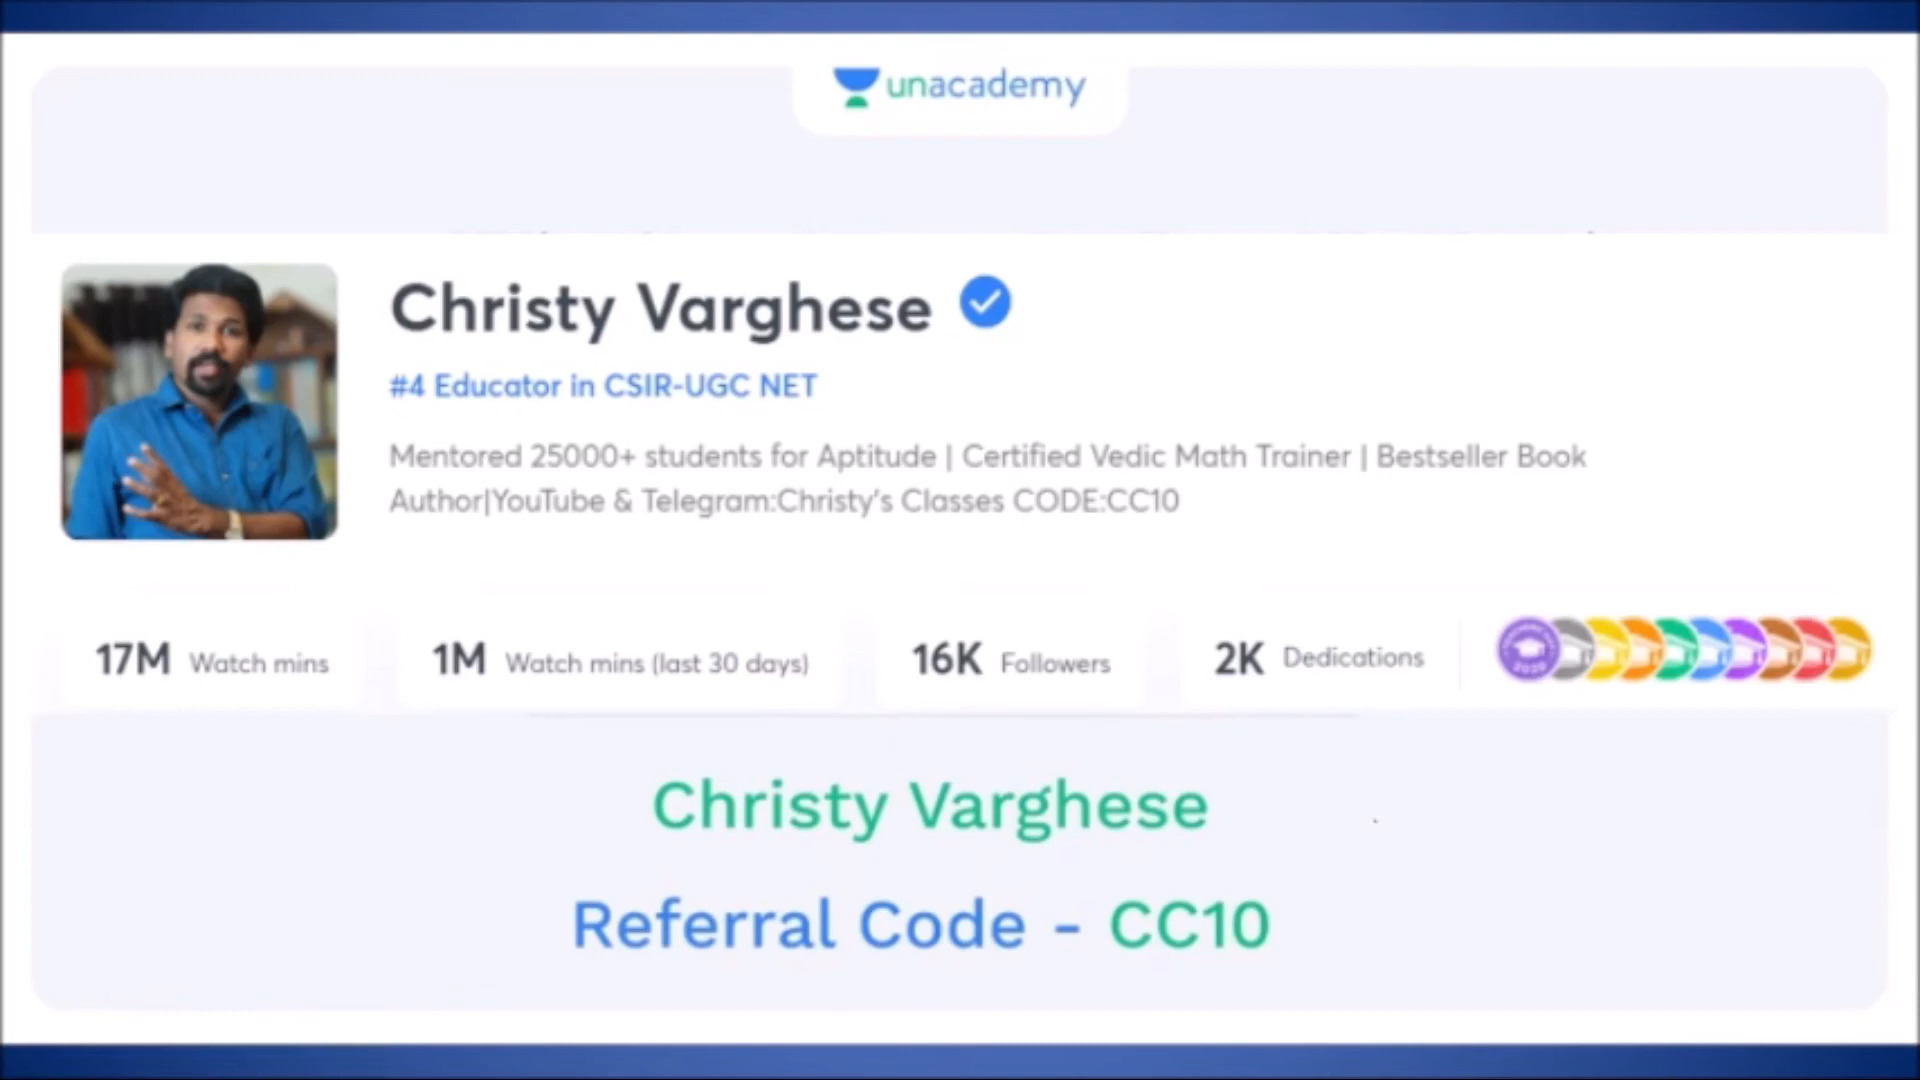 unacademy
Christy Varghese
#4 Educator in CSIR-UGC NET
Mentored 25000+ students for Aptitude | Certified Vedic Math Trainer | Bestseller Book
Author|YouTube & Telegram:Christy's Classes CODE:CC10
17M Watch mins 1M Watch mins (last 30 days) 16K Followers 2K Dedications
2020
Christy Varghese
Referral Code - CC10